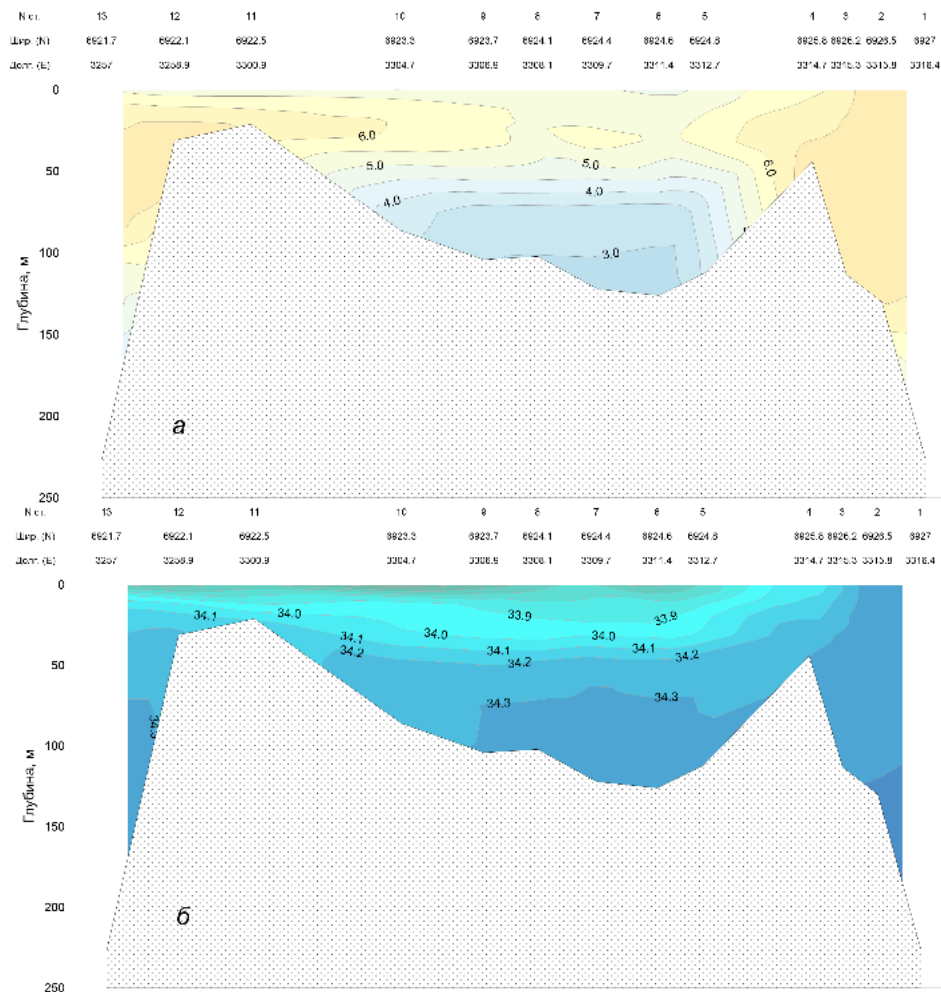 N ст. 13 12 11 10 9 8 7 6 5 4 3 2 1
Шир. (N) 6921.7 6922.1 6922.5 6923.3 6923.7 6924.1 6924.4 6924.6 6924.8 6925.8 6926.2 6926.5 6927
Долг. (E) 3257 3258.9 3300.9 3304.7 3306.9 3308.1 3309.7 3311.4 3312.7 3314.7 3315.3 3315.9 3316.4
0
6.0
50 5.0 5.0 6.0
4.0 4.0
100 3.0
Глубина, м
150
200 а
250
N ст. 13 12 11 10 9 8 7 6 5 4 3 2 1
Шир. (N) 6921.7 6922.1 6922.5 6923.3 6923.7 6924.1 6924.4 6924.6 6924.8 6925.8 6926.2 6926.5 6927
Долг. (E) 3257 3258.9 3300.9 3304.7 3306.9 3308.1 3309.7 3311.4 3312.7 3314.7 3315.3 3315.9 3316.4
0
34.1 34.0 33.9 33.9
34.1 34.0 34.0
34.2 34.1 34.1
50 34.2 34.2
34.3 34.3
34.3
100
Глубина, м
150
200 б
250